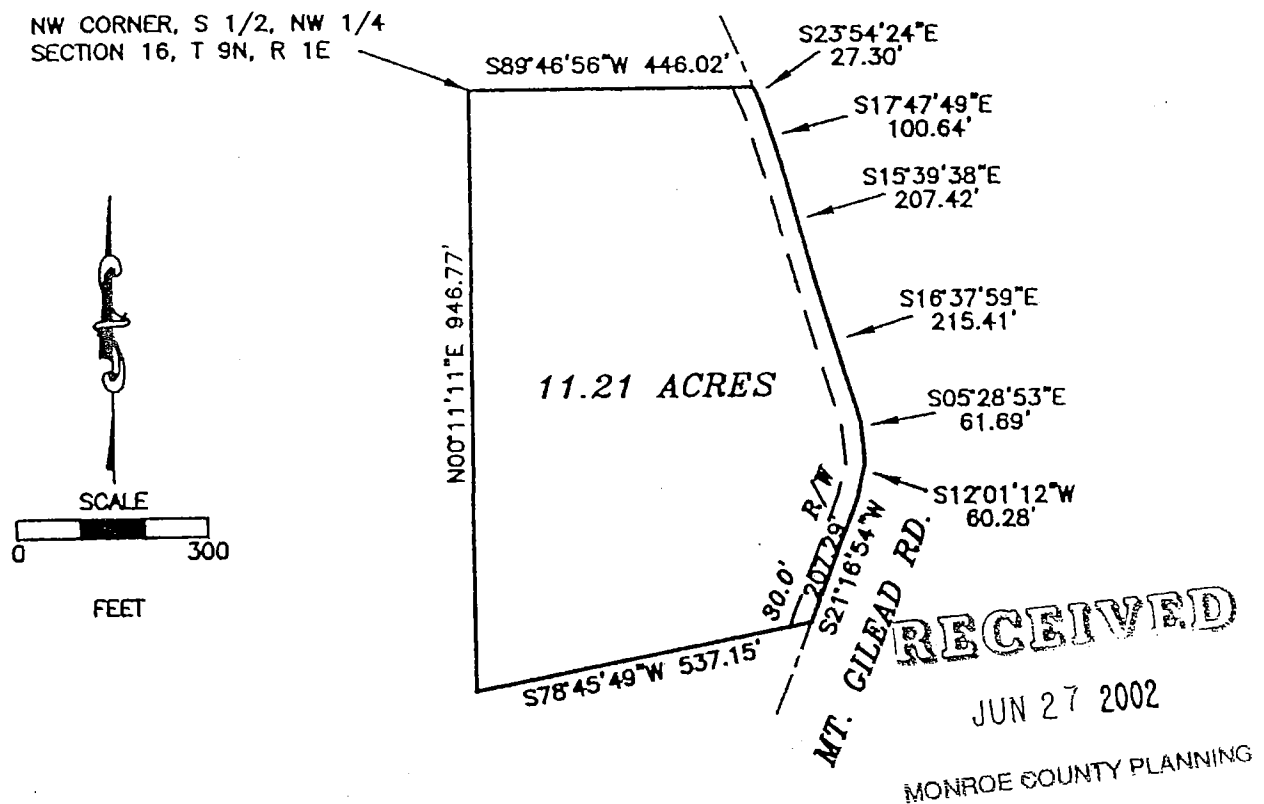 NW CORNER, S 1/2, NW 1/4
SECTION 16, T 9N, R 1E
S89°46'56"W 446.02'
S23°54'24"E
27.30'
S17°47'49"E
100.64'
S15°39'38"E
207.42'
S16°37'59"E
215.41'
S05°28'53"E
61.69'
S12°01'12"W
60.28'
N00°11'11"E 946.77'
11.21 ACRES
SCALE
0 300
FEET
R/W
30.0'
207.29'
S21°16'54"W
MT. GILEAD RD.
S78°45'49"W 537.15'
RECEIVED
JUN 27 2002
MONROE COUNTY PLANNING